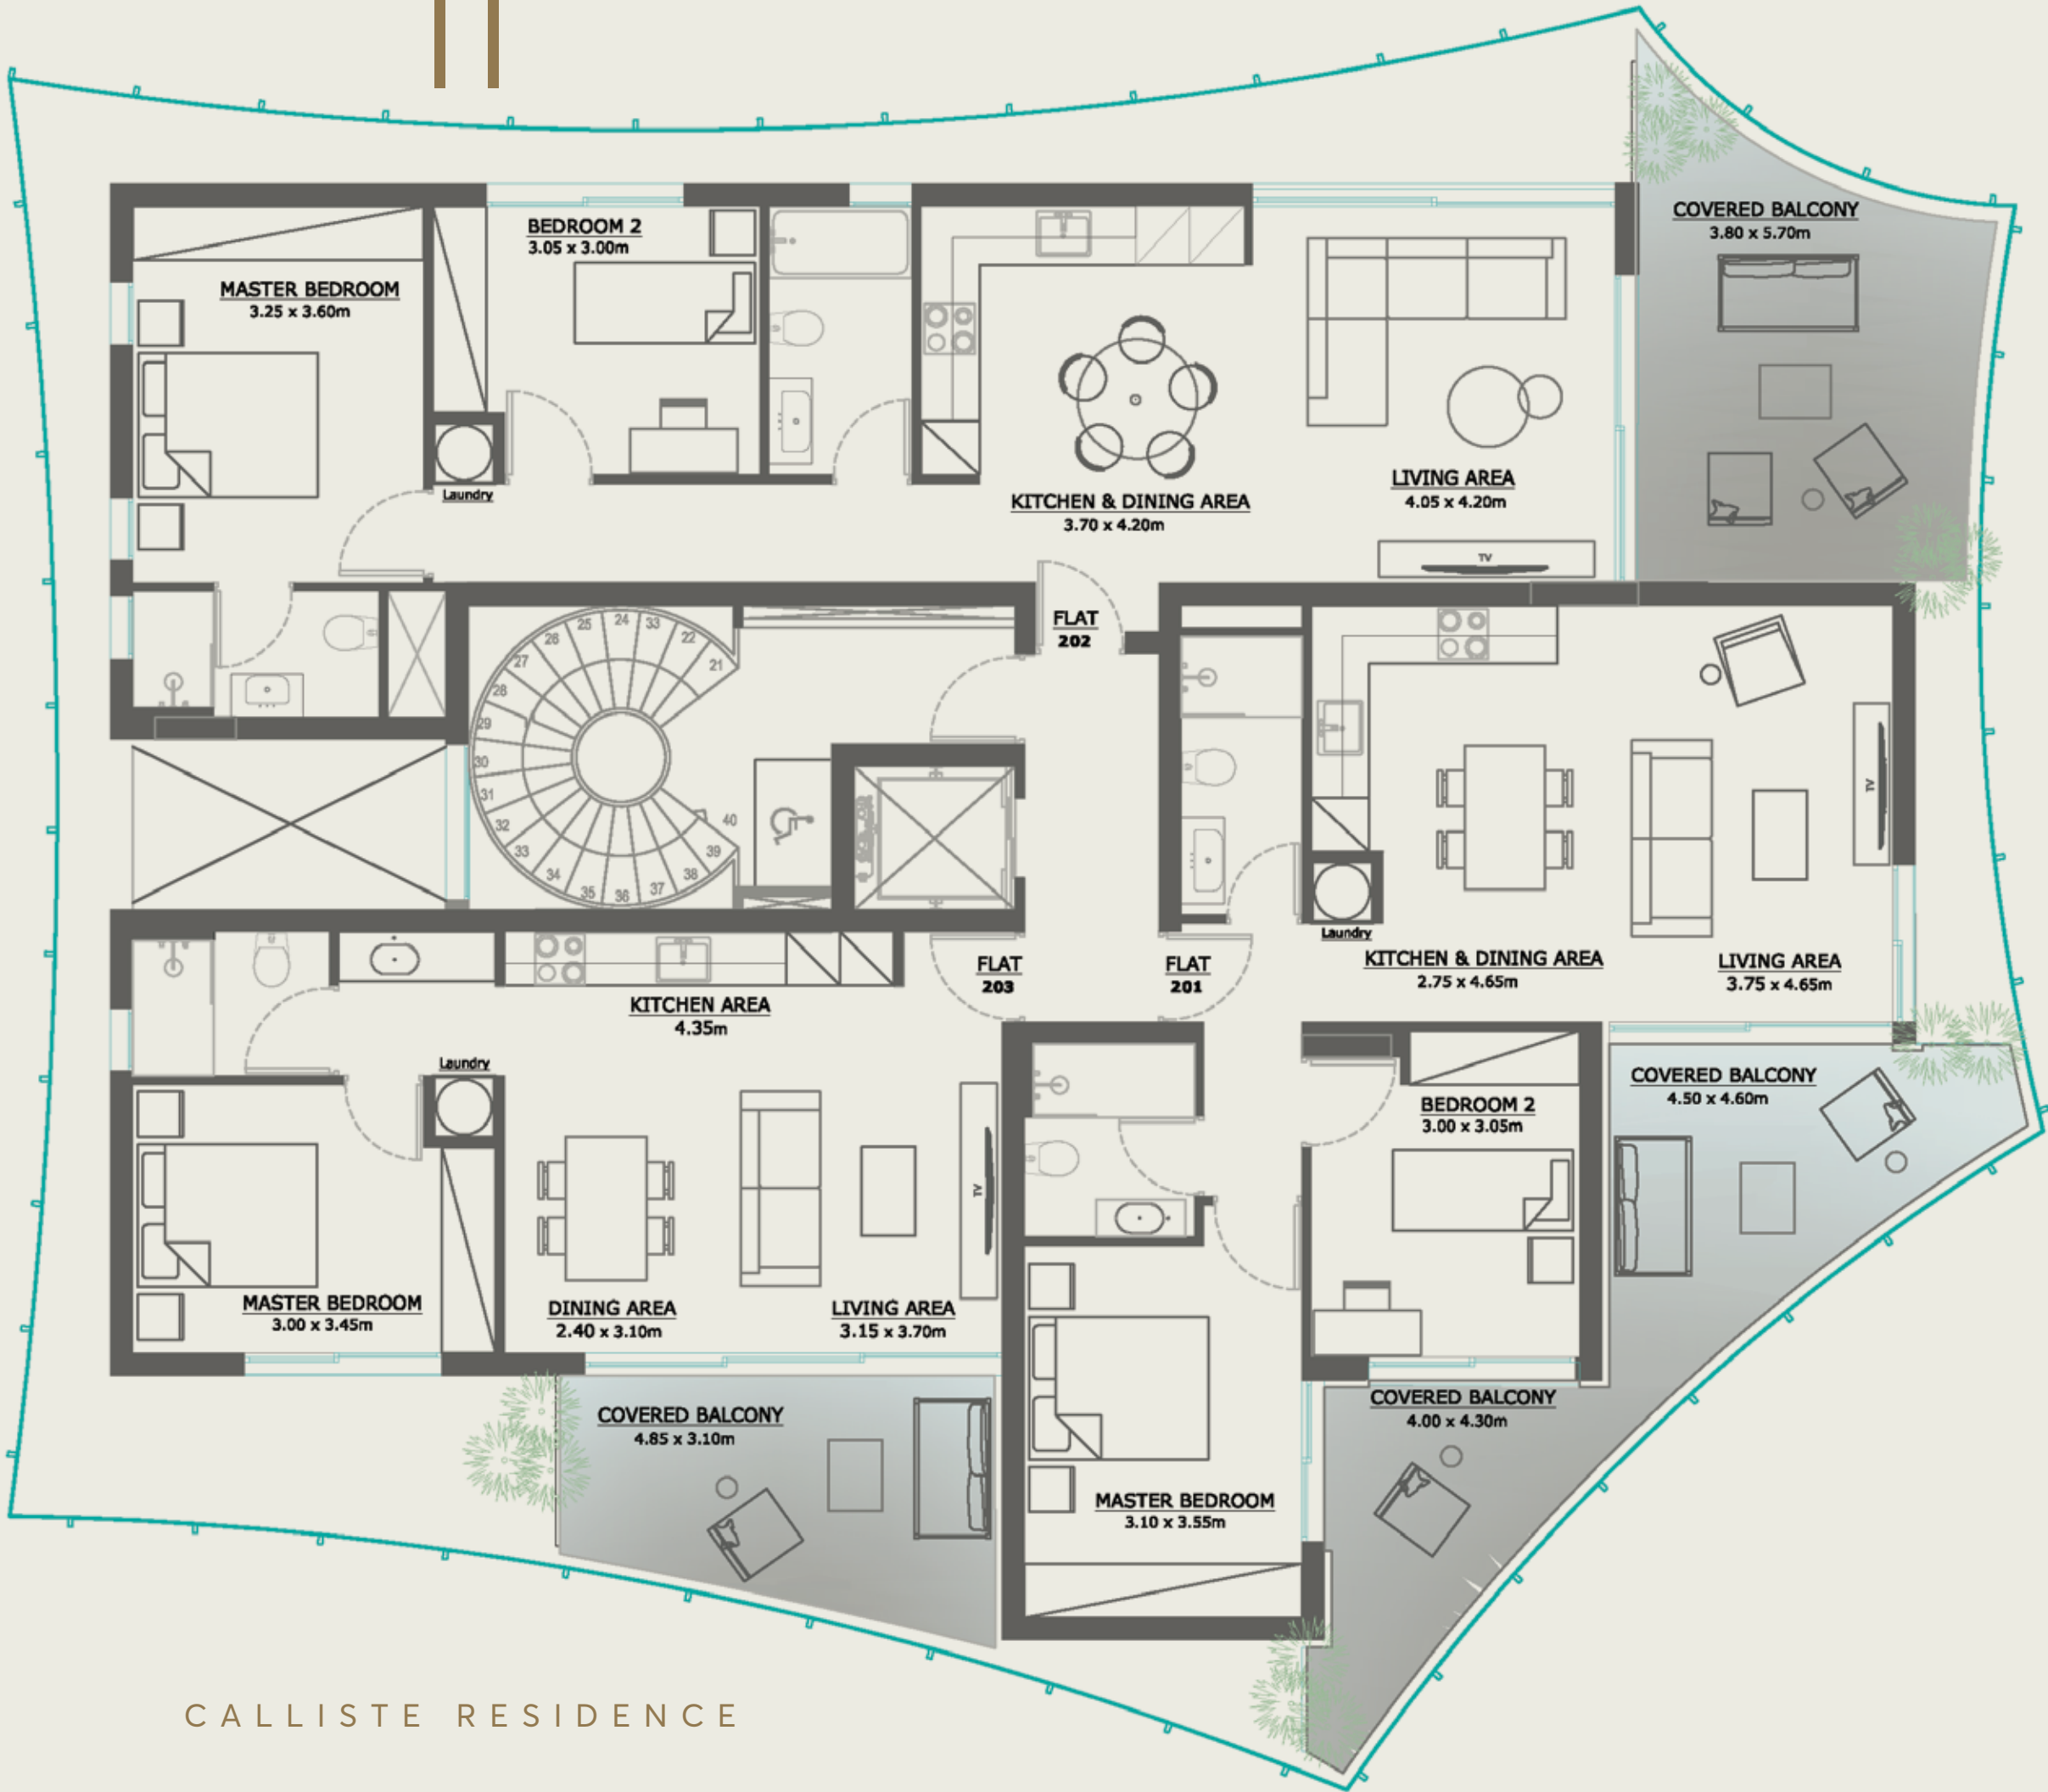 COVERED BALCONY
3.80 x 5.70m
BEDROOM 2
3.05 x 3.00m
MASTER BEDROOM
3.25 x 3.60m
Laundry
KITCHEN & DINING AREA
3.70 x 4.20m
LIVING AREA
4.05 x 4.20m
TV
FLAT
202
24
33
25
22
26
21
27
28
29
30
31
32
33
34
35
36
37
38
39
40
TV
Laundry
KITCHEN & DINING AREA
2.75 x 4.65m
LIVING AREA
3.75 x 4.65m
FLAT
203
FLAT
201
KITCHEN AREA
4.35m
Laundry
COVERED BALCONY
4.50 x 4.60m
BEDROOM 2
3.00 x 3.05m
TV
MASTER BEDROOM
3.00 x 3.45m
DINING AREA
2.40 x 3.10m
LIVING AREA
3.15 x 3.70m
COVERED BALCONY
4.85 x 3.10m
COVERED BALCONY
4.00 x 4.30m
MASTER BEDROOM
3.10 x 3.55m
CALLISTE RESIDENCE